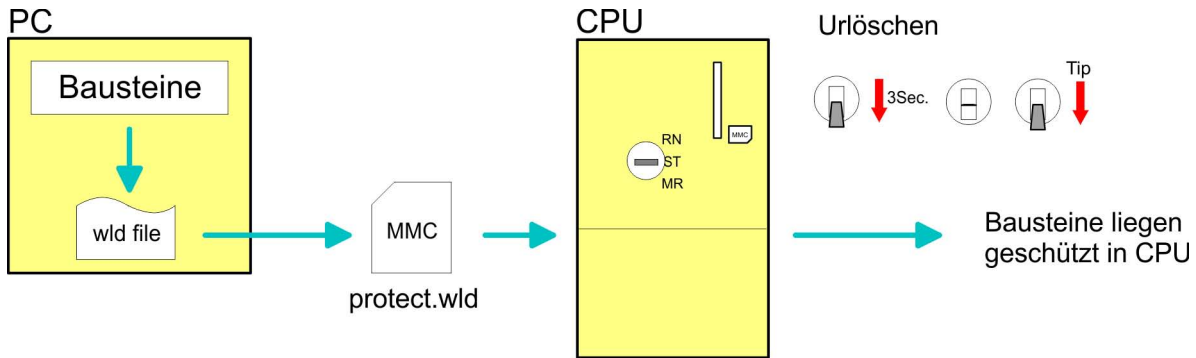 PC
Bausteine
wld file
MMC
protect.wld
CPU
MMC
RN
ST
MR
Urlöschen
3Sec.
Tip
Bausteine liegen
geschützt in CPU